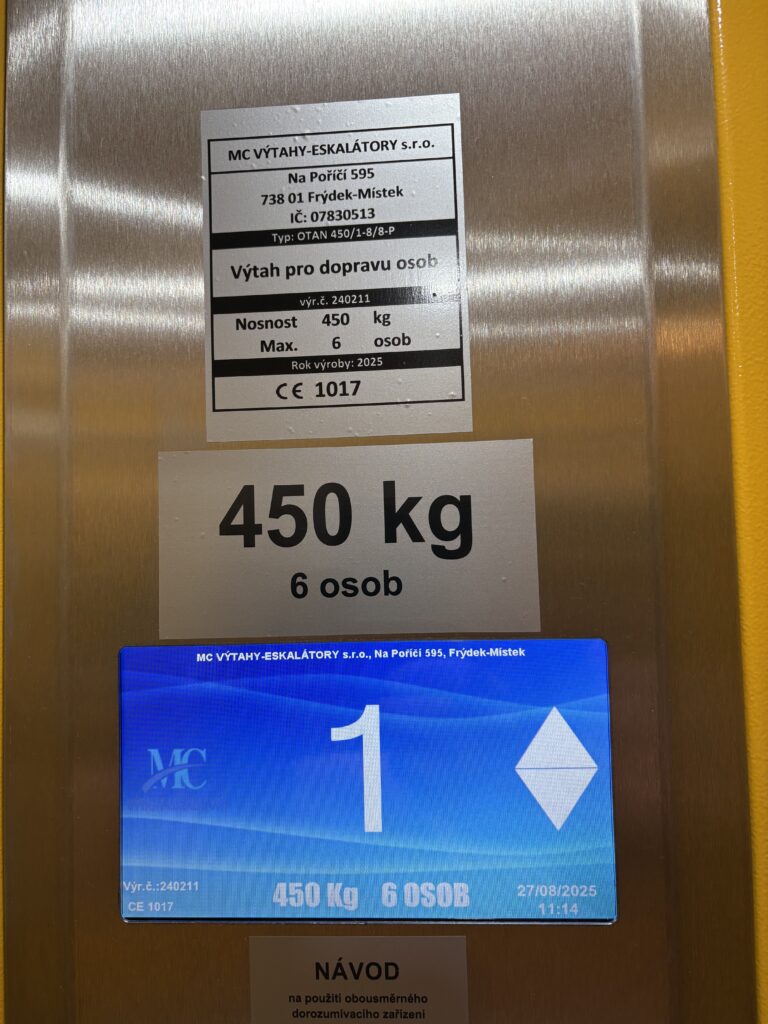 MC VÝTAHY-ESKALÁTORY s.r.o.
Na Poříčí 595
738 01 Frýdek-Místek
IČ: 07830513
Typ: OTAN 450/1-8/8-P
Výtah pro dopravu osob
výr.č. 240211
Nosnost 450 kg
Max. 6 osob
Rok výroby: 2025
CE 1017
450 kg
6 osob
MC VÝTAHY-ESKALÁTORY s.r.o., Na Poříčí 595, Frýdek-Místek
1
MC
Výr.č.:240211
CE 1017
450 Kg 6 OSOB
27/08/2025
11:14
NÁVOD
na použití obousměrného
dorozumívacího zařízení